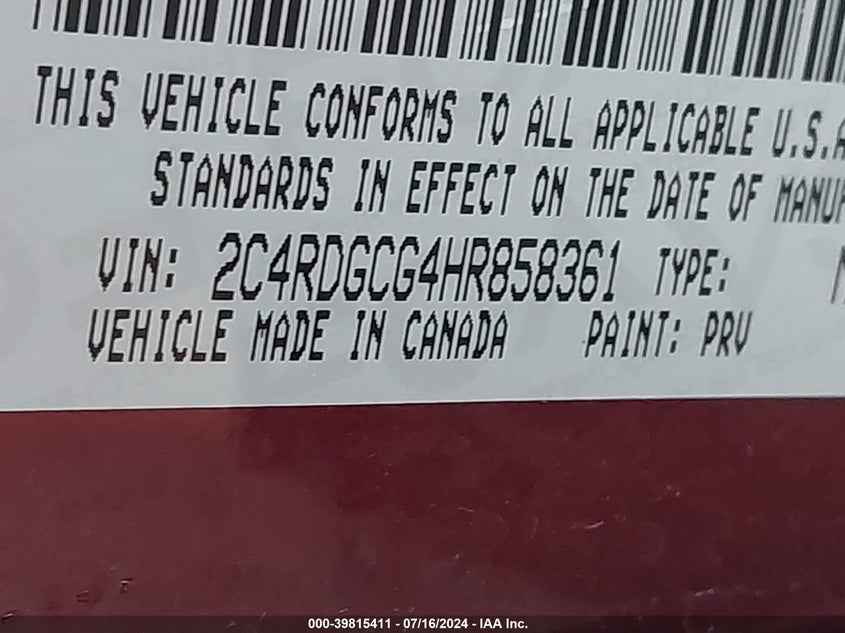 THIS VEHICLE CONFORMS TO ALL APPLICABLE U.S.A
STANDARDS IN EFFECT ON THE DATE OF MANUF
VIN: 2C4RDGCG4HR858361 TYPE:
VEHICLE MADE IN CANADA PAINT: PRV
000-39815411 - 07/16/2024 - IAA Inc.